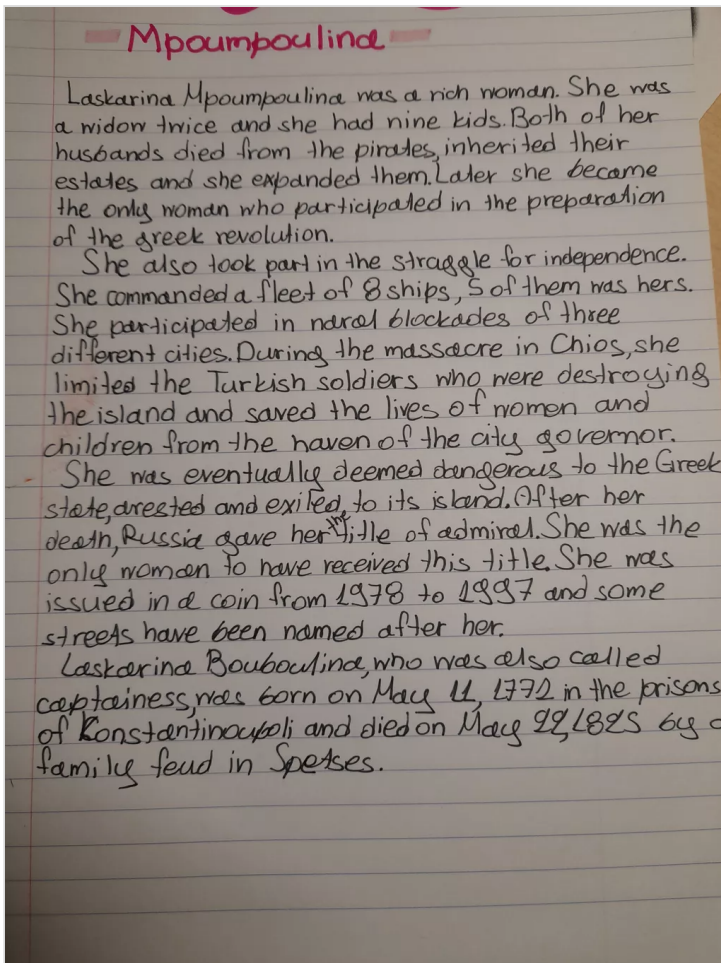 Mpoumpoulina
Laskarina Mpoumpoulina was a rich woman. She was
a widow twice and she had nine kids. Both of her
husbands died from the pirates, inherited their
estates and she expanded them. Later she became
the only woman who participated in the preparation
of the greek revolution.
She also took part in the straggle for independence.
She commanded a fleet of 8 ships, 5 of them was hers.
She participated in naval blockades of three
different cities. During the massacre in Chios, she
limited the Turkish soldiers who were destroying
the island and saved the lives of women and
children from the haven of the city governor.
She was eventually deemed dangerous to the Greek
state, arested and exiled, to its island. After her
death, Russia gave her the title of admiral. She was the
only woman to have received this title. She was
issued in a coin from 1978 to 1997 and some
streets have been named after her.
Laskarina Bouboulina, who was also called
captainess, was born on May 11, 1772 in the prisons
of Konstantinoupoli and died on May 22, 1825 by a
family feud in Spetses.